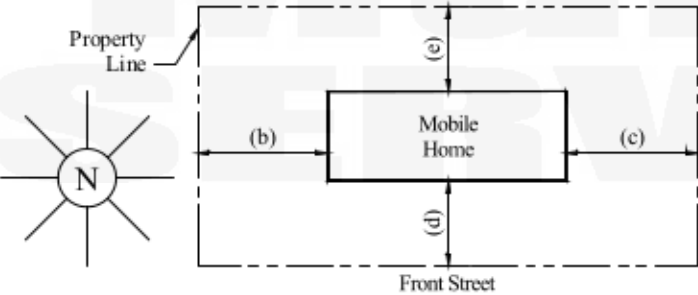 Property
Line
(e)
(b)
Mobile
Home
(c)
N
(d)
Front Street